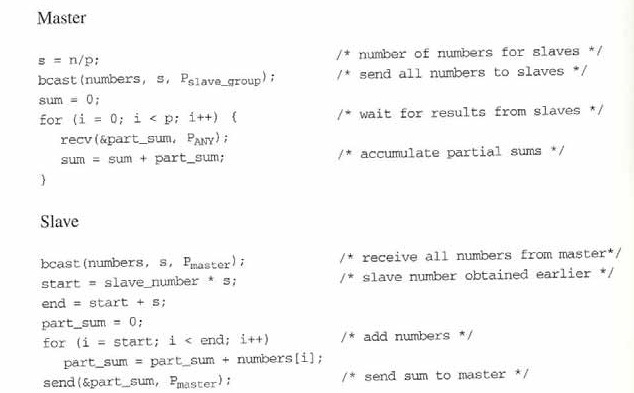 Master
s = n/p; /* number of numbers for slaves */
bcast(numbers, s, Pslave_group); /* send all numbers to slaves */
sum = 0;
for (i = 0; i < p; i++) { /* wait for results from slaves */
recv(&part_sum, PANY);
sum = sum + part_sum; /* accumulate partial sums */
}
Slave
bcast(numbers, s, Pmaster); /* receive all numbers from master*/
start = slave_number * s; /* slave number obtained earlier */
end = start + s;
part_sum = 0;
for (i = start; i < end; i++) /* add numbers */
part_sum = part_sum + numbers[i];
send(&part_sum, Pmaster); /* send sum to master */